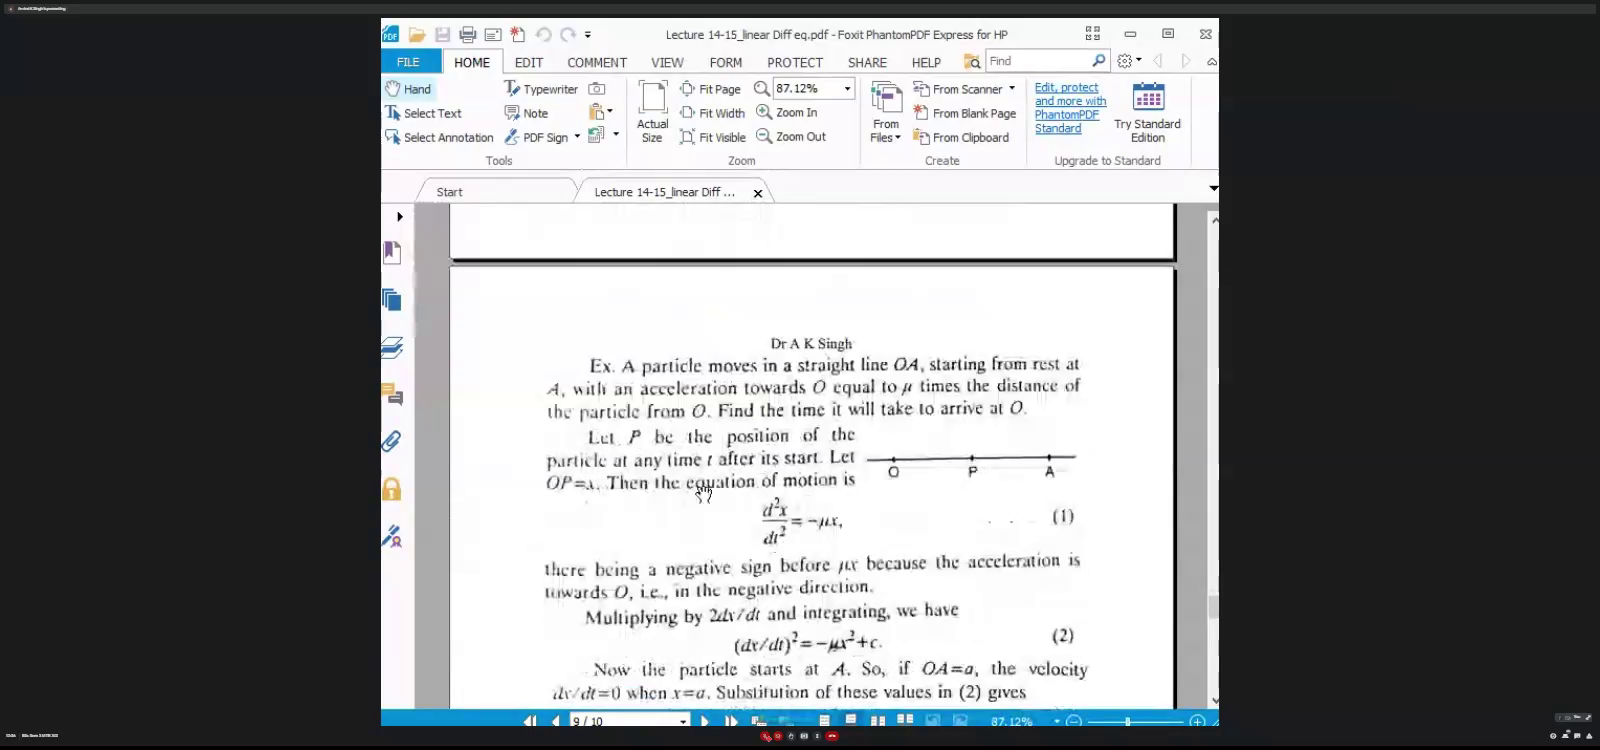 Lecture 14-15_linear Diff eq.pdf - Foxit PhantomPDF Express for HP
FILE HOME EDIT COMMENT VIEW FORM PROTECT SHARE HELP Find
Hand Typewriter
Select Text Note
Select Annotation PDF Sign
Tools
Actual Size
Fit Page 87.12%
Fit Width Zoom In
Fit Visible Zoom Out
Zoom
From Files
From Scanner
From Blank Page
From Clipboard
Create
Edit, protect
and more with
PhantomPDF
Standard
Try Standard
Edition
Upgrade to Standard
Start Lecture 14-15_linear Diff ...
Dr A K Singh
Ex. A particle moves in a straight line OA, starting from rest at
A, with an acceleration towards O equal to μ times the distance of
the particle from O. Find the time it will take to arrive at O.
Let P be the position of the
particle at any time t after its start. Let
OP=x. Then the equation of motion is
O P A
d²x/dt² = -μx, (1)
there being a negative sign before μx because the acceleration is
towards O, i.e., in the negative direction.
Multiplying by 2dx/dt and integrating, we have
(dx/dt)²=-μx²+c. (2)
Now the particle starts at A. So, if OA=a, the velocity
dx/dt=0 when x=a. Substitution of these values in (2) gives
9 / 10 87.12%